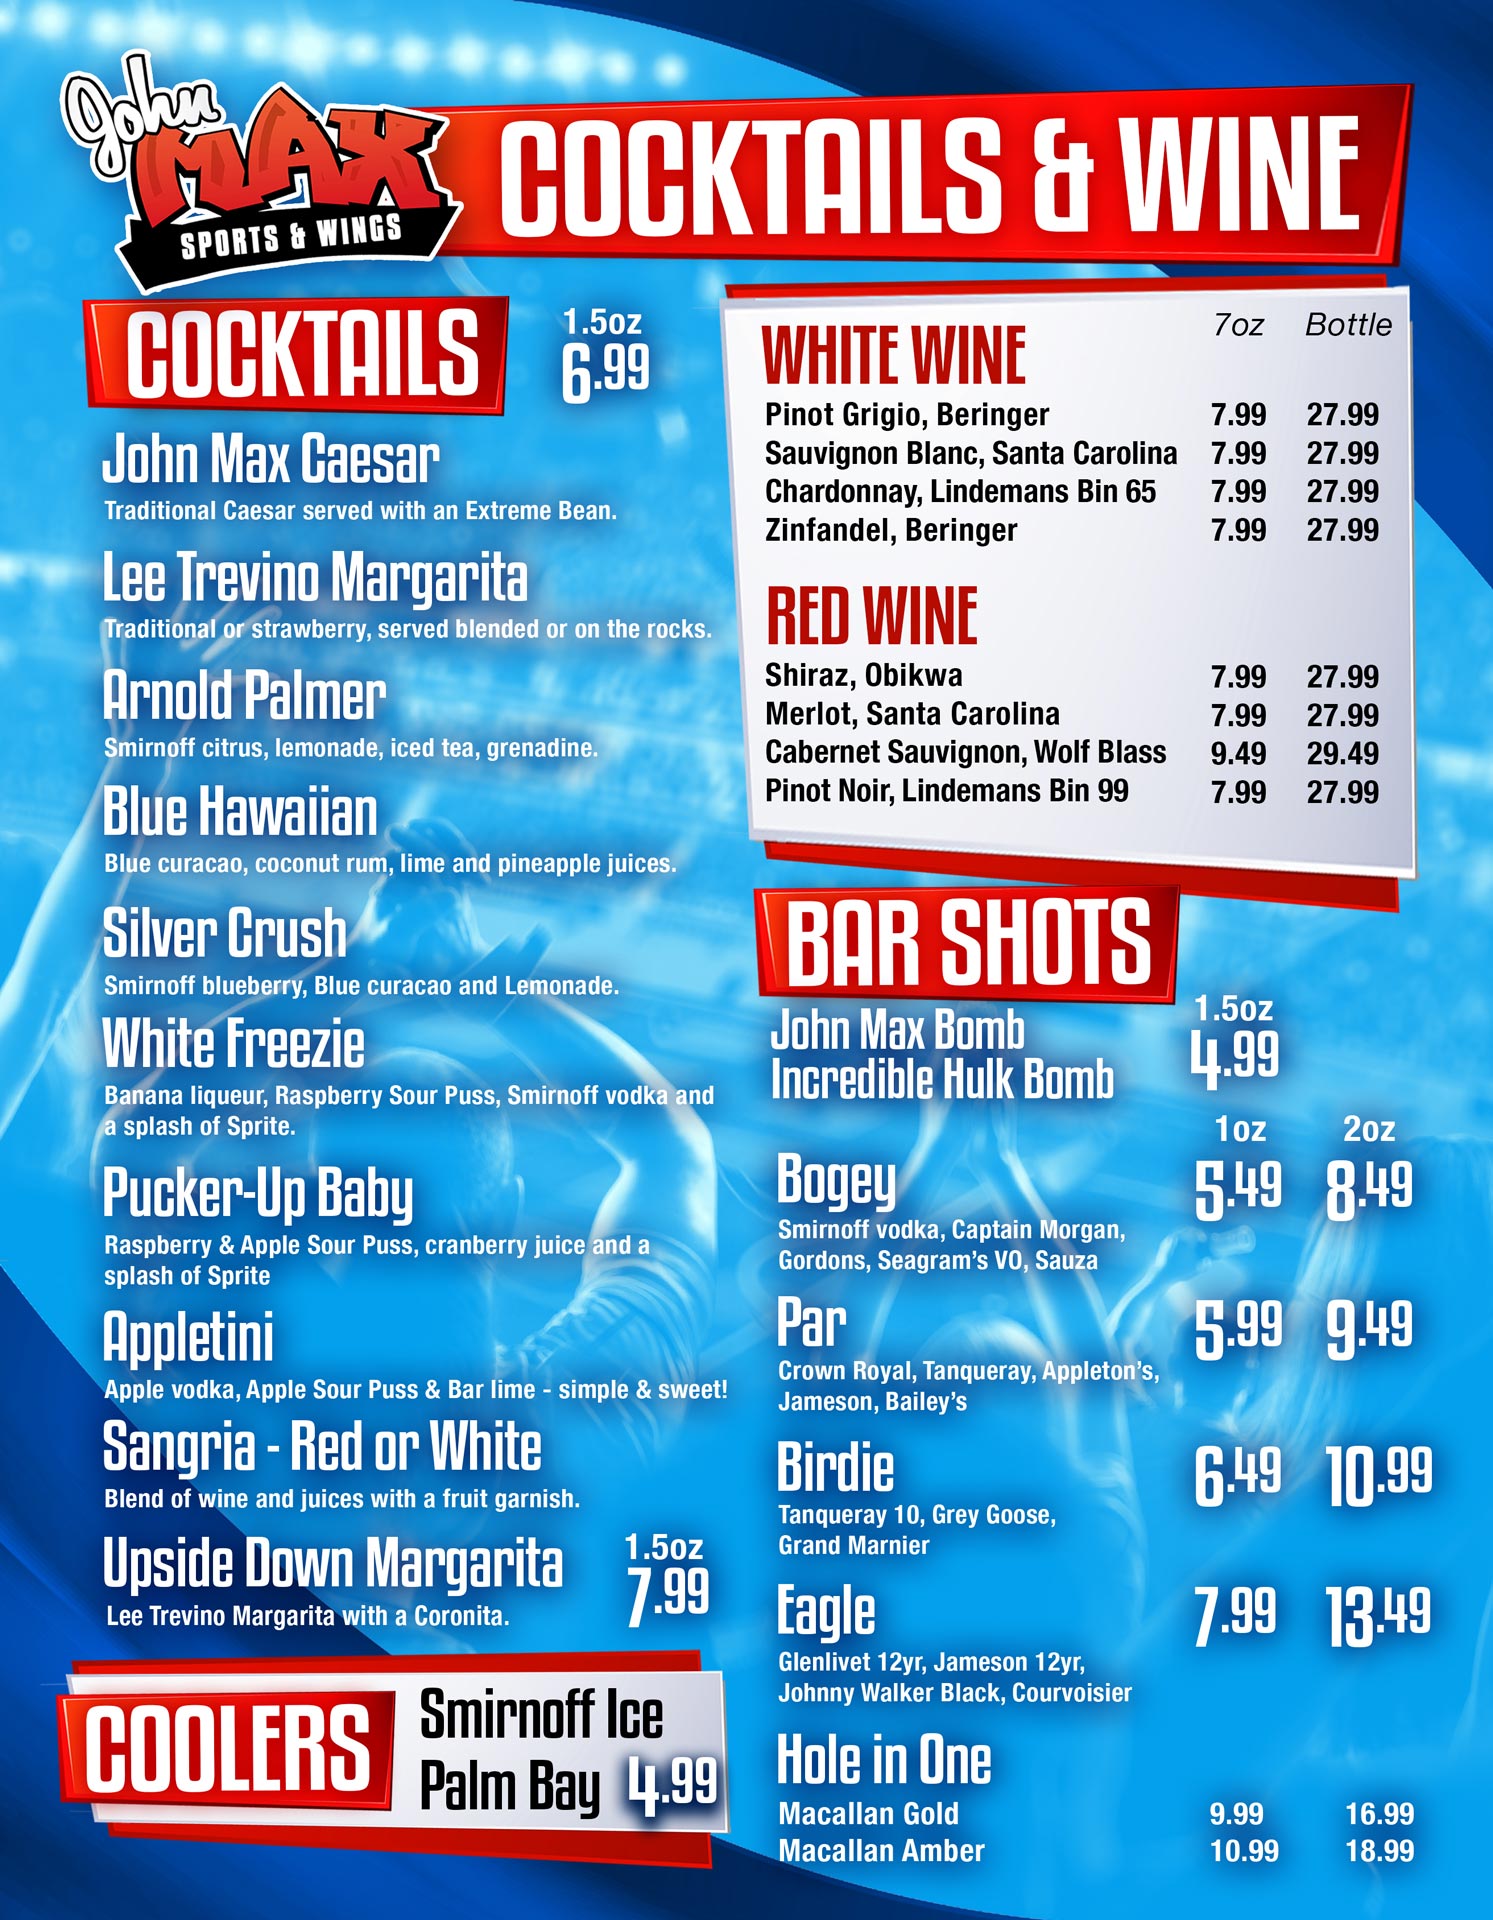 John
MAX
SPORTS & WINGS
COCKTAILS & WINE
COCKTAILS
1.5oz
6.99
John Max Caesar
Traditional Caesar served with an Extreme Bean.
Lee Trevino Margarita
Traditional or strawberry, served blended or on the rocks.
Arnold Palmer
Smirnoff citrus, lemonade, iced tea, grenadine.
Blue Hawaiian
Blue curacao, coconut rum, lime and pineapple juices.
Silver Crush
Smirnoff blueberry, Blue curacao and Lemonade.
White Freezie
Banana liqueur, Raspberry Sour Puss, Smirnoff vodka and
a splash of Sprite.
Pucker-Up Baby
Raspberry & Apple Sour Puss, cranberry juice and a
splash of Sprite
Appletini
Apple vodka, Apple Sour Puss & Bar lime - simple & sweet!
Sangria - Red or White
Blend of wine and juices with a fruit garnish.
Upside Down Margarita 1.5oz 7.99
Lee Trevino Margarita with a Coronita.
COOLERS
Smirnoff Ice
Palm Bay 4.99
7oz Bottle
WHITE WINE
Pinot Grigio, Beringer 7.99 27.99
Sauvignon Blanc, Santa Carolina 7.99 27.99
Chardonnay, Lindemans Bin 65 7.99 27.99
Zinfandel, Beringer 7.99 27.99
RED WINE
Shiraz, Obikwa 7.99 27.99
Merlot, Santa Carolina 7.99 27.99
Cabernet Sauvignon, Wolf Blass 9.49 29.49
Pinot Noir, Lindemans Bin 99 7.99 27.99
BAR SHOTS
1.5oz
John Max Bomb 4.99
Incredible Hulk Bomb
1oz 2oz
Bogey 5.49 8.49
Smirnoff vodka, Captain Morgan,
Gordons, Seagram's VO, Sauza
Par 5.99 9.49
Crown Royal, Tanqueray, Appleton's,
Jameson, Bailey's
Birdie 6.49 10.99
Tanqueray 10, Grey Goose,
Grand Marnier
Eagle 7.99 13.49
Glenlivet 12yr, Jameson 12yr,
Johnny Walker Black, Courvoisier
Hole in One
Macallan Gold 9.99 16.99
Macallan Amber 10.99 18.99